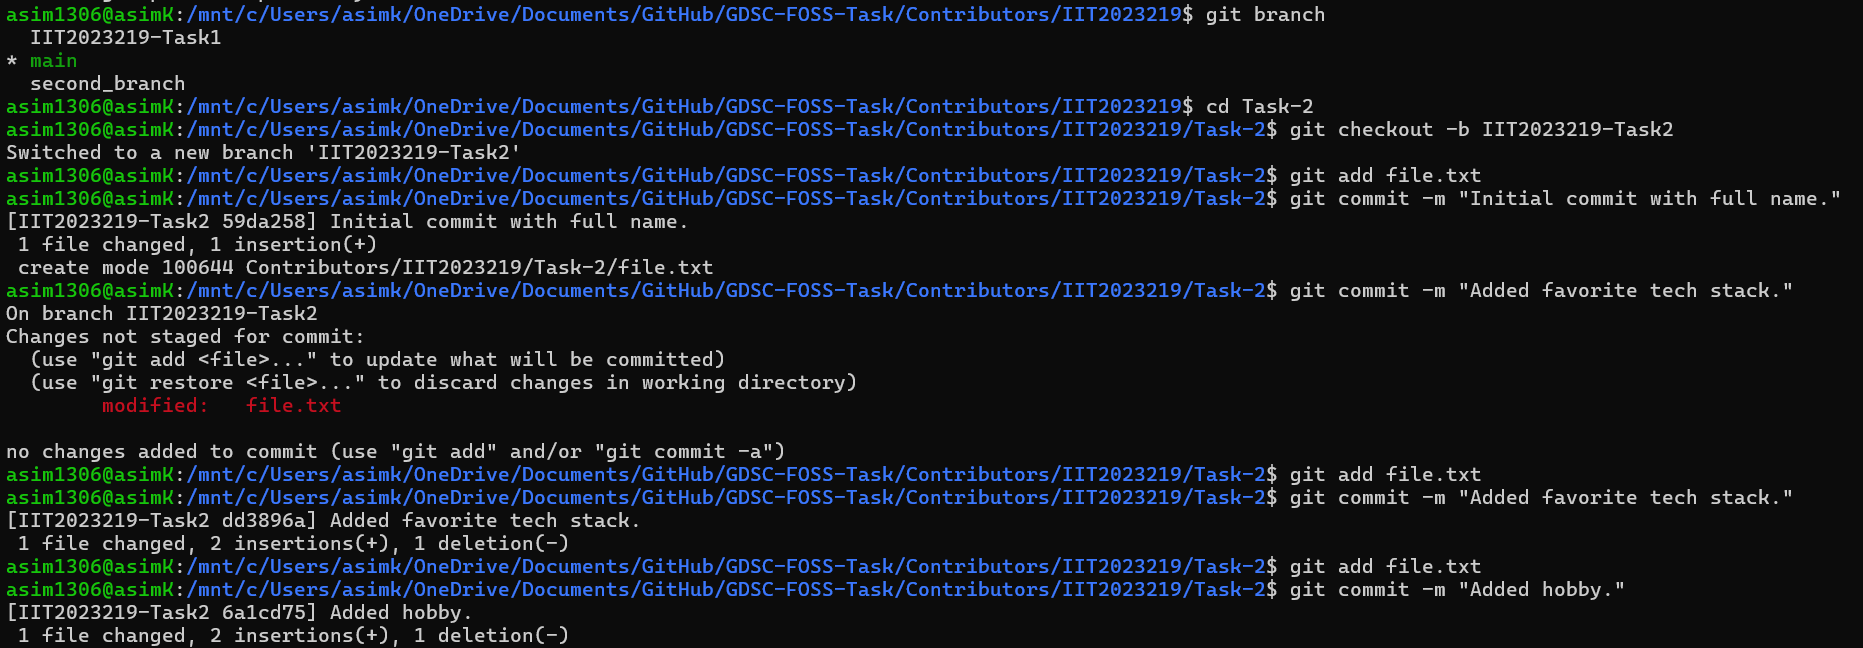 asim1306@asimK:/mnt/c/Users/asimk/OneDrive/Documents/GitHub/GDSC-FOSS-Task/Contributors/IIT2023219$ git branch
  IIT2023219-Task1
* main
  second_branch
asim1306@asimK:/mnt/c/Users/asimk/OneDrive/Documents/GitHub/GDSC-FOSS-Task/Contributors/IIT2023219$ cd Task-2
asim1306@asimK:/mnt/c/Users/asimk/OneDrive/Documents/GitHub/GDSC-FOSS-Task/Contributors/IIT2023219/Task-2$ git checkout -b IIT2023219-Task2
Switched to a new branch 'IIT2023219-Task2'
asim1306@asimK:/mnt/c/Users/asimk/OneDrive/Documents/GitHub/GDSC-FOSS-Task/Contributors/IIT2023219/Task-2$ git add file.txt
asim1306@asimK:/mnt/c/Users/asimk/OneDrive/Documents/GitHub/GDSC-FOSS-Task/Contributors/IIT2023219/Task-2$ git commit -m "Initial commit with full name."
[IIT2023219-Task2 59da258] Initial commit with full name.
 1 file changed, 1 insertion(+)
 create mode 100644 Contributors/IIT2023219/Task-2/file.txt
asim1306@asimK:/mnt/c/Users/asimk/OneDrive/Documents/GitHub/GDSC-FOSS-Task/Contributors/IIT2023219/Task-2$ git commit -m "Added favorite tech stack."
On branch IIT2023219-Task2
Changes not staged for commit:
  (use "git add <file>..." to update what will be committed)
  (use "git restore <file>..." to discard changes in working directory)
        modified:   file.txt

no changes added to commit (use "git add" and/or "git commit -a")
asim1306@asimK:/mnt/c/Users/asimk/OneDrive/Documents/GitHub/GDSC-FOSS-Task/Contributors/IIT2023219/Task-2$ git add file.txt
asim1306@asimK:/mnt/c/Users/asimk/OneDrive/Documents/GitHub/GDSC-FOSS-Task/Contributors/IIT2023219/Task-2$ git commit -m "Added favorite tech stack."
[IIT2023219-Task2 dd3896a] Added favorite tech stack.
 1 file changed, 2 insertions(+), 1 deletion(-)
asim1306@asimK:/mnt/c/Users/asimk/OneDrive/Documents/GitHub/GDSC-FOSS-Task/Contributors/IIT2023219/Task-2$ git add file.txt
asim1306@asimK:/mnt/c/Users/asimk/OneDrive/Documents/GitHub/GDSC-FOSS-Task/Contributors/IIT2023219/Task-2$ git commit -m "Added hobby."
[IIT2023219-Task2 6a1cd75] Added hobby.
 1 file changed, 2 insertions(+), 1 deletion(-)